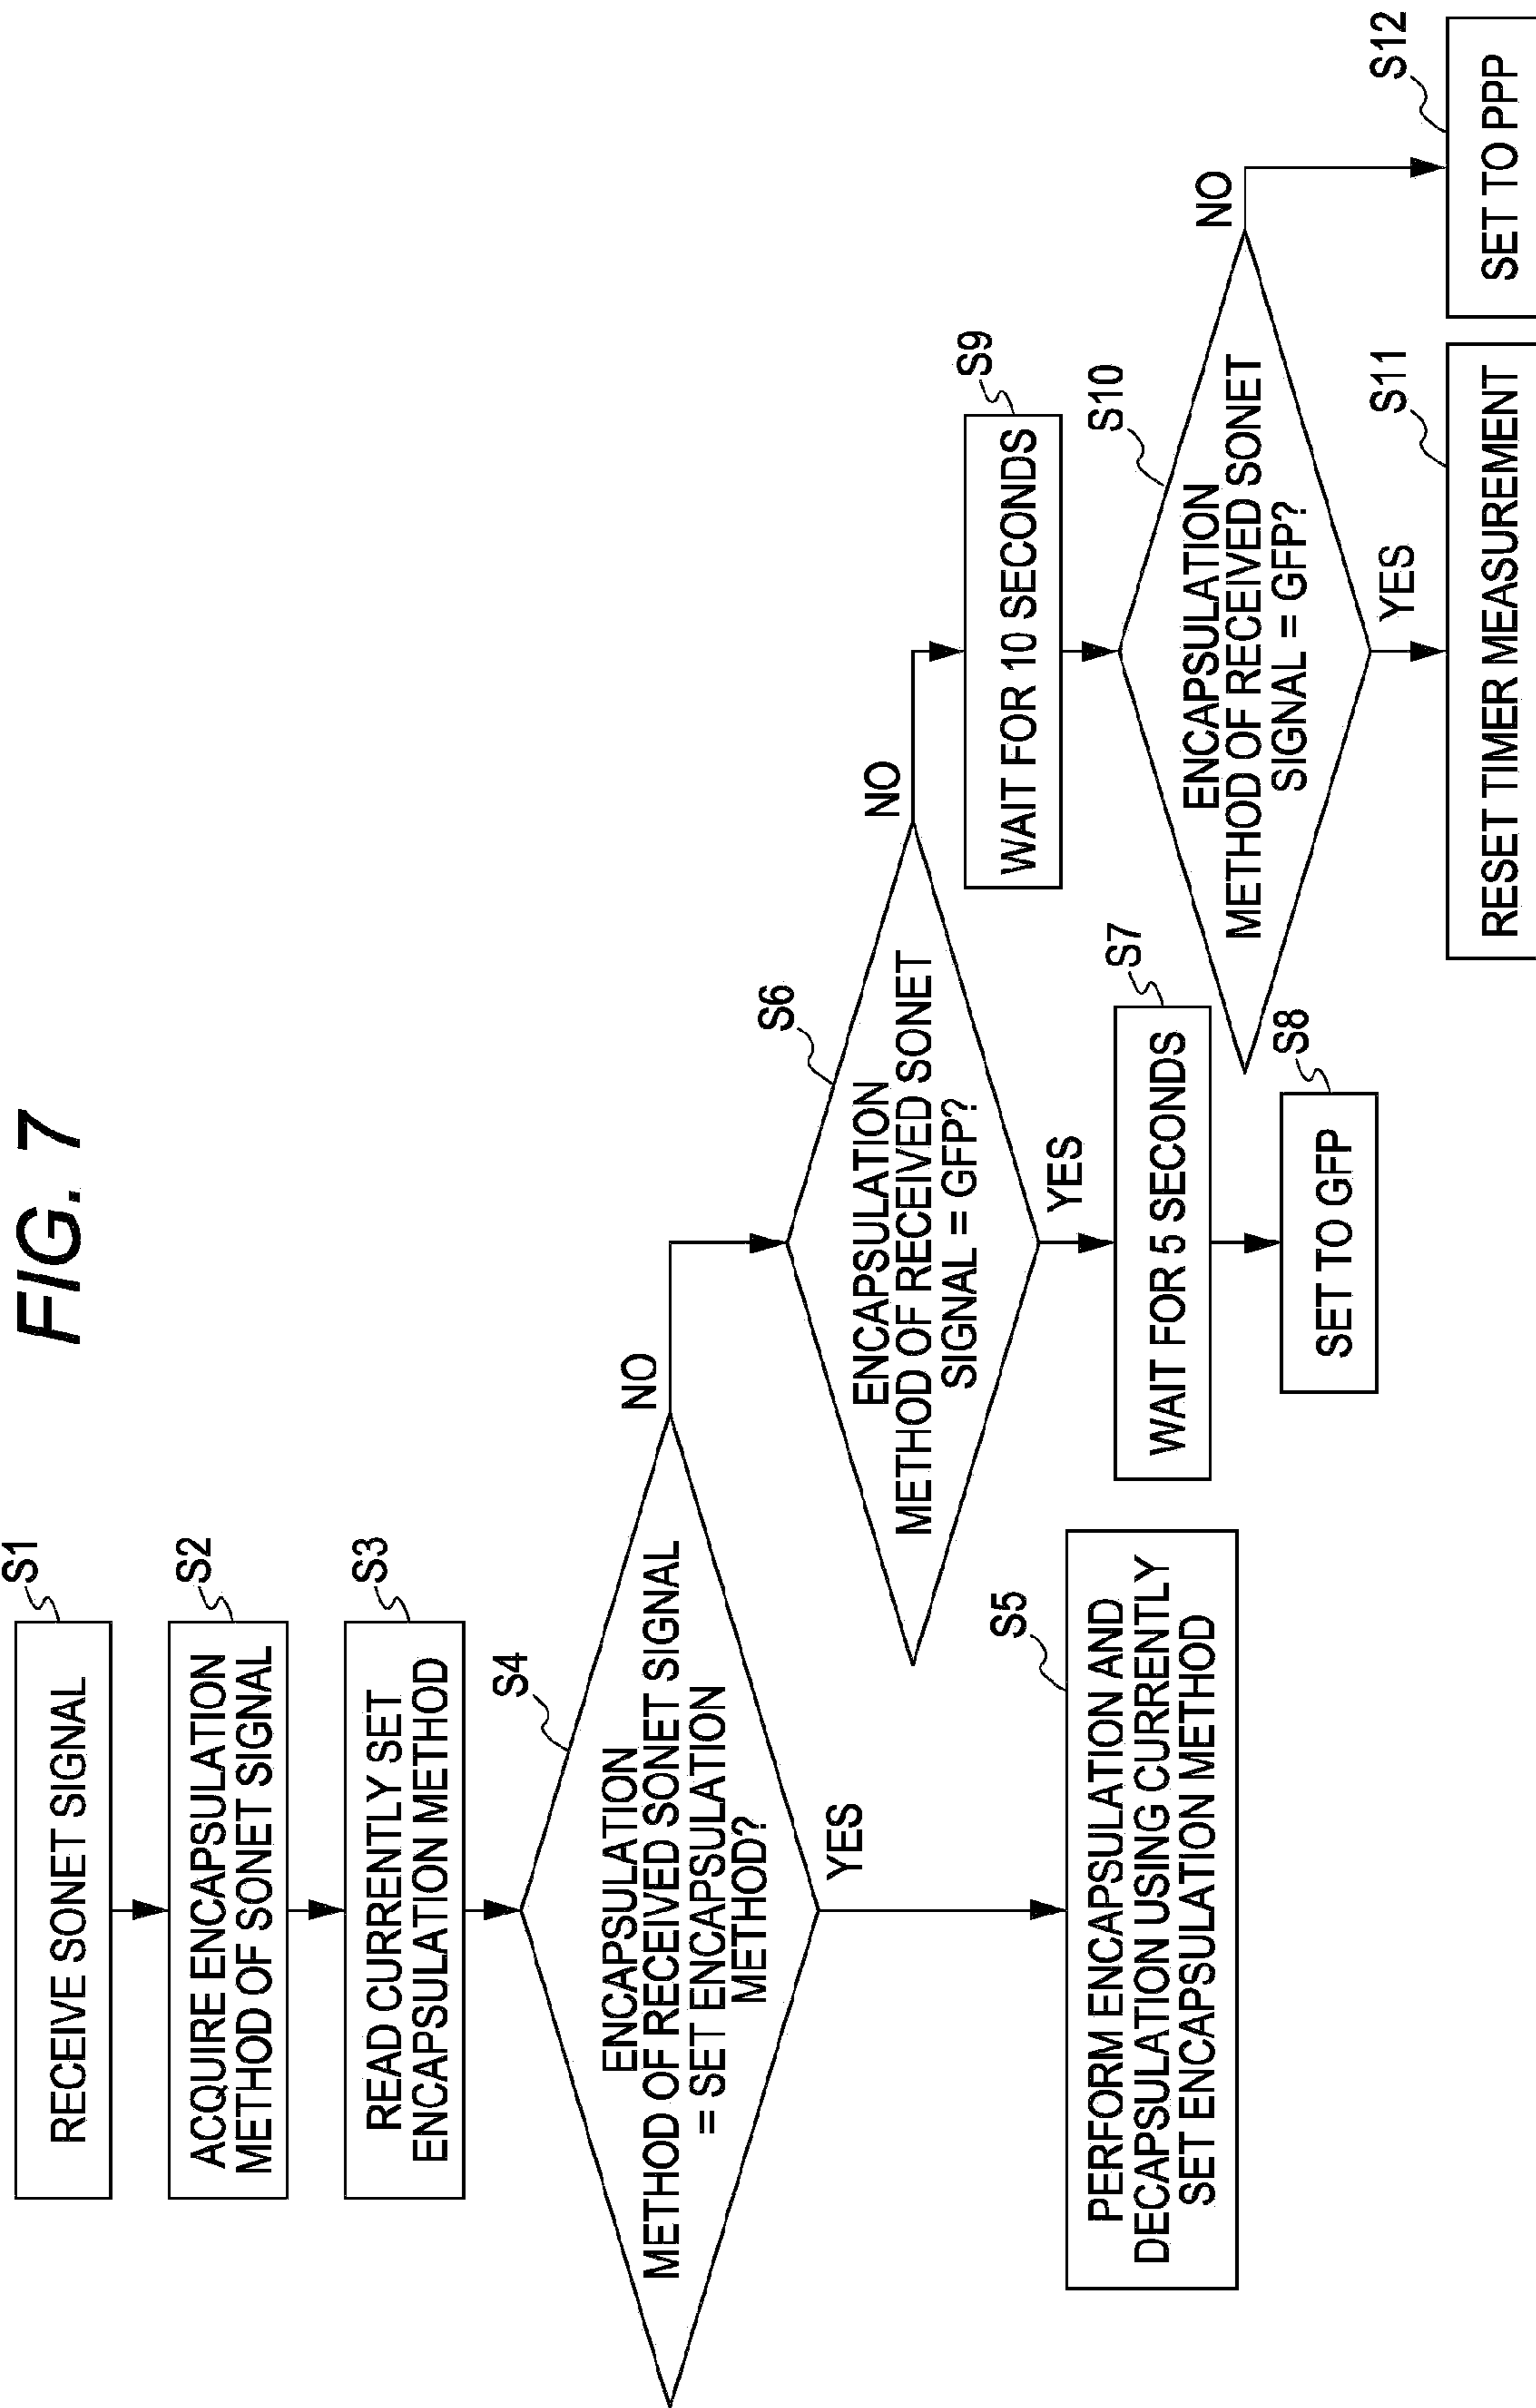 FIG. 7
S1
RECEIVE SONET SIGNAL
S2
ACQUIRE ENCAPSULATION
METHOD OF SONET SIGNAL
S3
READ CURRENTLY SET
ENCAPSULATION METHOD
S4
ENCAPSULATION
METHOD OF RECEIVED SONET SIGNAL
= SET ENCAPSULATION
METHOD?
NO
YES
S5
PERFORM ENCAPSULATION AND
DECAPSULATION USING CURRENTLY
SET ENCAPSULATION METHOD
S6
ENCAPSULATION
METHOD OF RECEIVED SONET
SIGNAL = GFP?
NO
YES
S7
WAIT FOR 5 SECONDS
S8
SET TO GFP
S9
WAIT FOR 10 SECONDS
S10
ENCAPSULATION
METHOD OF RECEIVED SONET
SIGNAL = GFP?
NO
YES
S11
RESET TIMER MEASUREMENT
S12
SET TO PPP